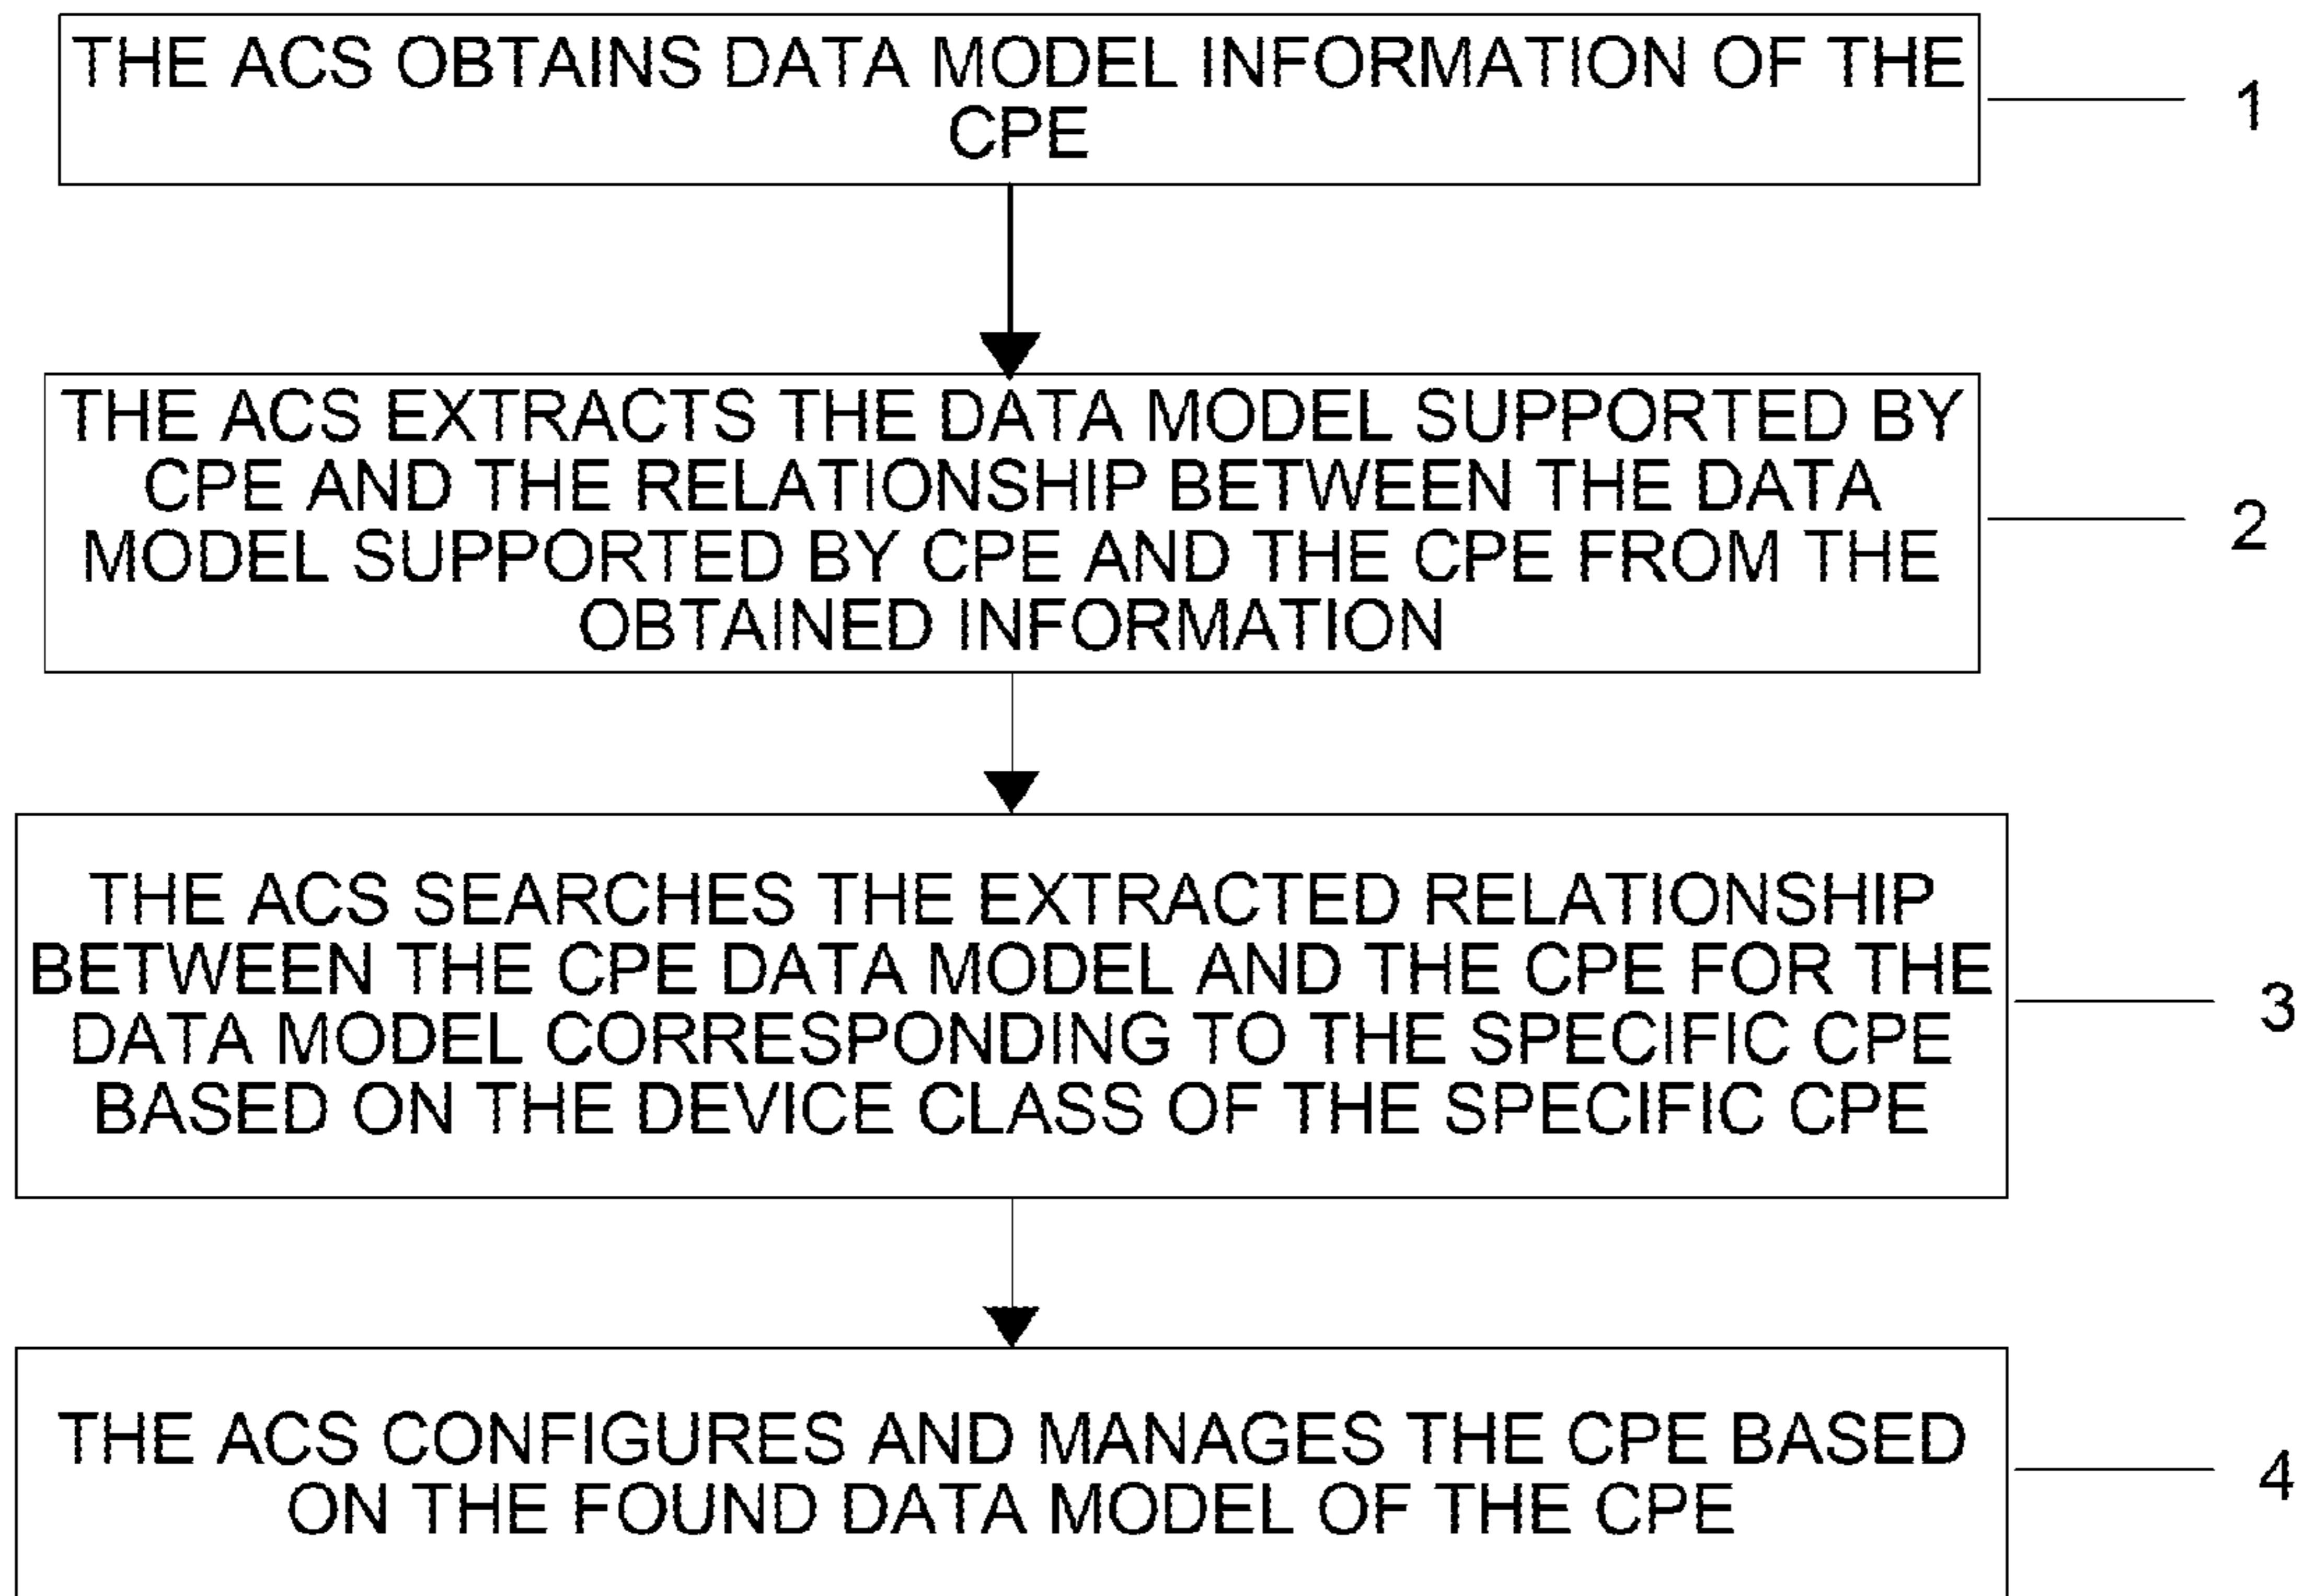 THE ACS OBTAINS DATA MODEL INFORMATION OF THE
CPE
1
THE ACS EXTRACTS THE DATA MODEL SUPPORTED BY
CPE AND THE RELATIONSHIP BETWEEN THE DATA
MODEL SUPPORTED BY CPE AND THE CPE FROM THE
OBTAINED INFORMATION
2
THE ACS SEARCHES THE EXTRACTED RELATIONSHIP
BETWEEN THE CPE DATA MODEL AND THE CPE FOR THE
DATA MODEL CORRESPONDING TO THE SPECIFIC CPE
BASED ON THE DEVICE CLASS OF THE SPECIFIC CPE
3
THE ACS CONFIGURES AND MANAGES THE CPE BASED
ON THE FOUND DATA MODEL OF THE CPE
4